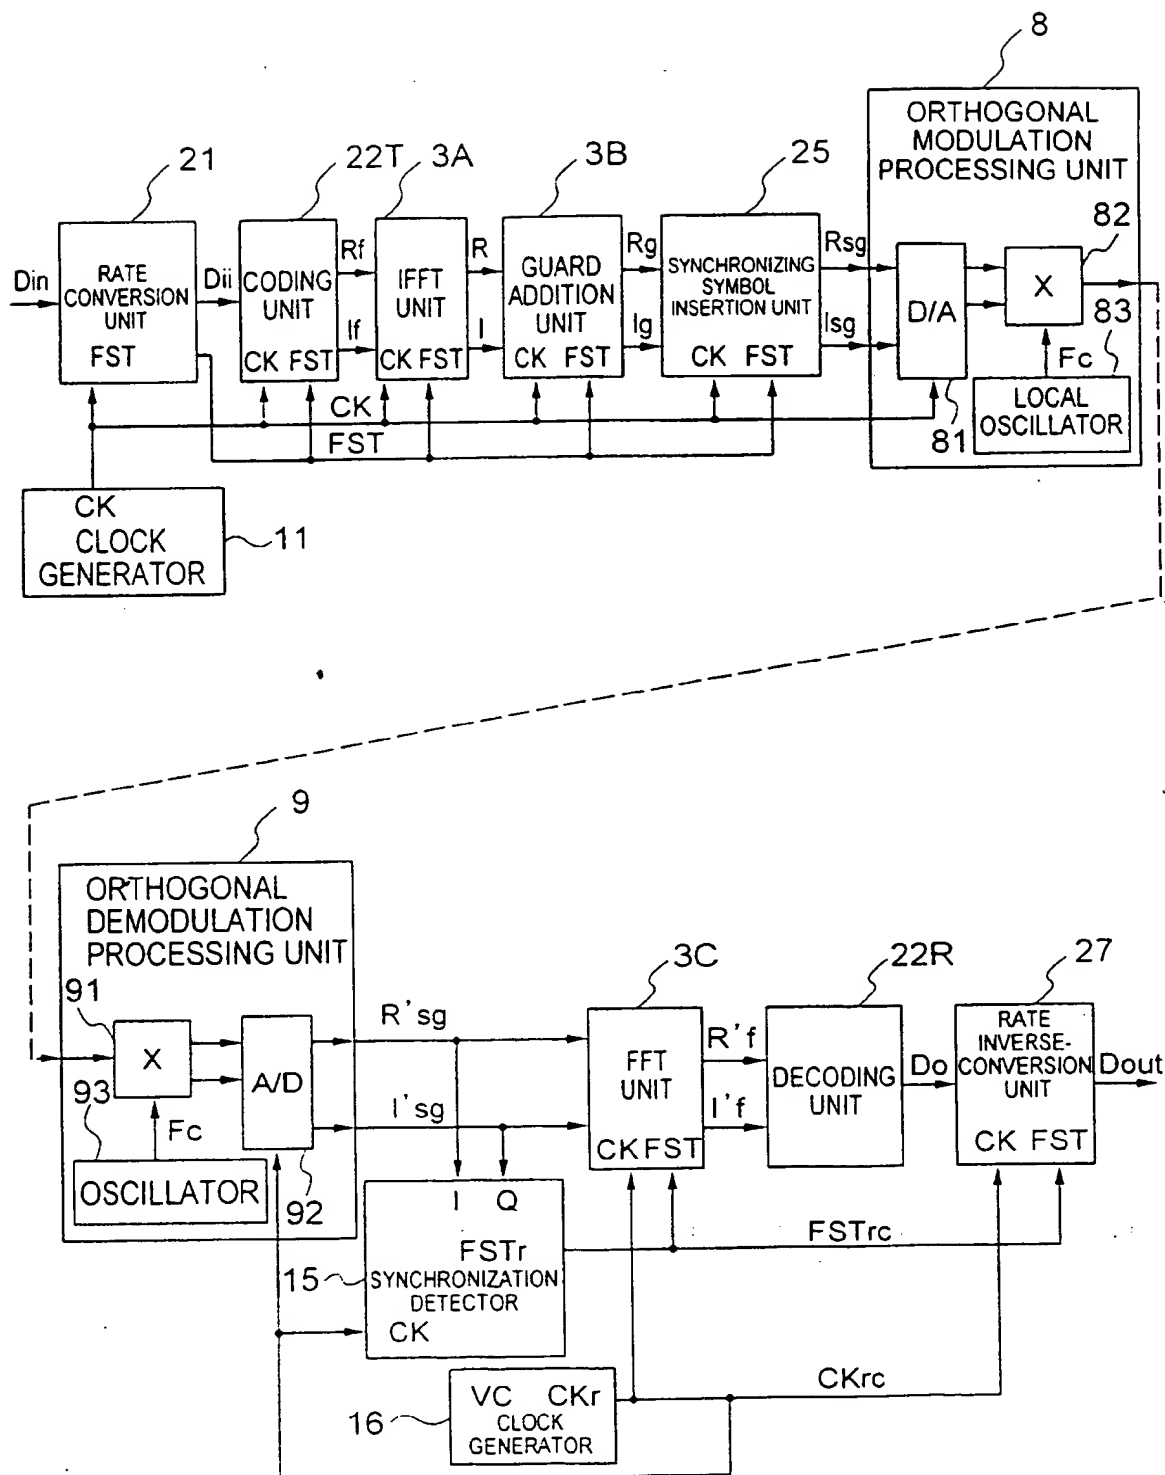 8
ORTHOGONAL
MODULATION
PROCESSING UNIT
21
22T
3A
3B
25
82
Din
RATE
CONVERSION
UNIT
FST
Dii
CODING
UNIT
CK FST
Rf
If
IFFT
UNIT
CK FST
R
I
GUARD
ADDITION
UNIT
CK FST
Rg
Ig
SYNCHRONIZING
SYMBOL
INSERTION UNIT
CK FST
Rsg
Isg
D/A
X
83
Fc
LOCAL
OSCILLATOR
81
CK
FST
CK
CLOCK
GENERATOR
11
9
ORTHOGONAL
DEMODULATION
PROCESSING UNIT
91
X
93
Fc
OSCILLATOR
A/D
92
R'sg
I'sg
3C
FFT
UNIT
CK FST
R'f
I'f
22R
DECODING
UNIT
Do
27
RATE
INVERSE-
CONVERSION
UNIT
CK FST
Dout
I Q
FSTr
15
SYNCHRONIZATION
DETECTOR
CK
FSTrc
VC CKr
16
CLOCK
GENERATOR
CKrc